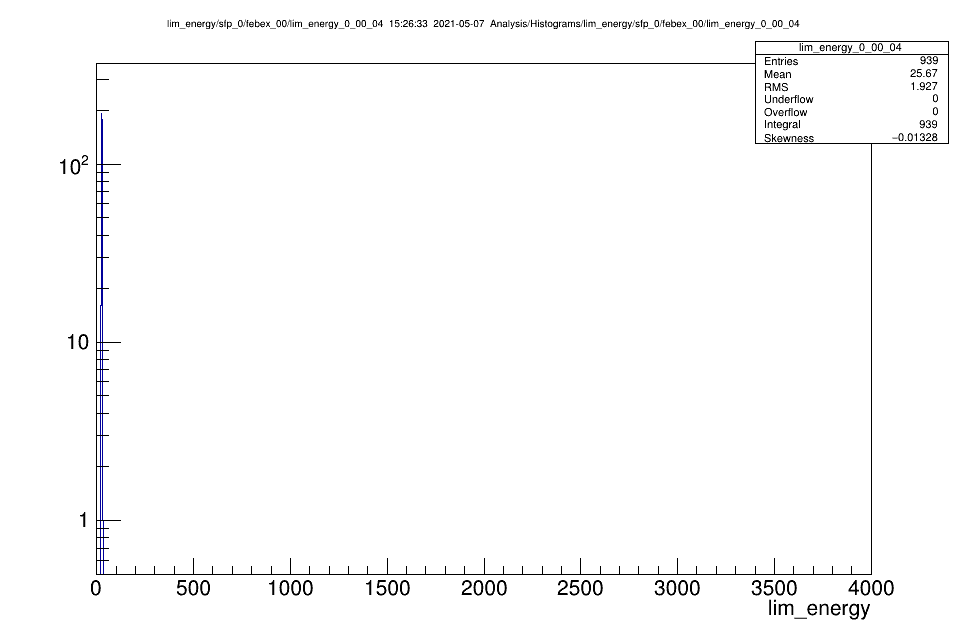 lim_energy/sfp_0/febex_00/lim_energy_0_00_04 15:26:33 2021-05-07 Analysis/Histograms/lim_energy/sfp_0/febex_00/lim_energy_0_00_04
lim_energy_0_00_04
Entries 939
Mean 25.67
RMS 1.927
Underflow 0
Overflow 0
Integral 939
Skewness −0.01328
10²
10
1
0 500 1000 1500 2000 2500 3000 3500 4000
lim_energy